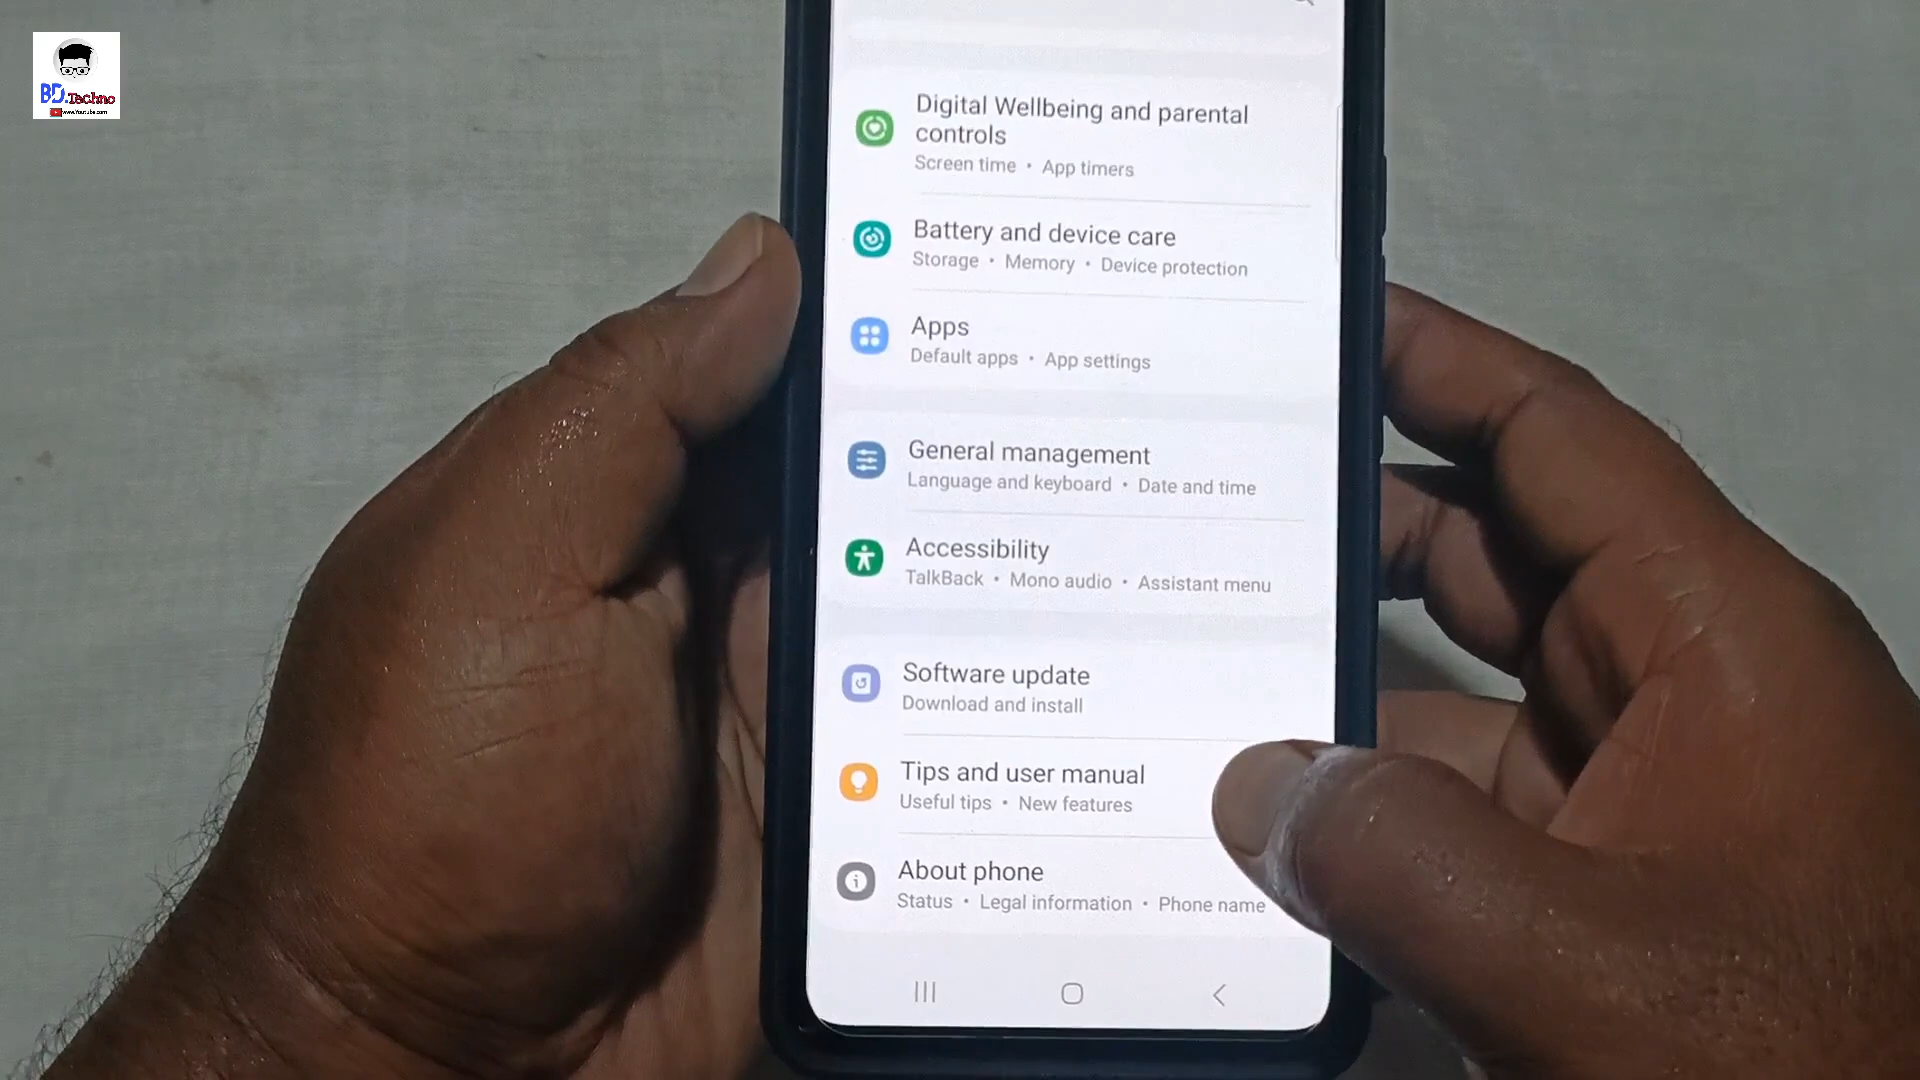 BD.Techno
www.Youtube.com
Digital Wellbeing and parental
controls
Screen time • App timers
Battery and device care
Storage • Memory • Device protection
Apps
Default apps • App settings
General management
Language and keyboard • Date and time
Accessibility
TalkBack • Mono audio • Assistant menu
Software update
Download and install
Tips and user manual
Useful tips • New features
About phone
Status • Legal information • Phone name